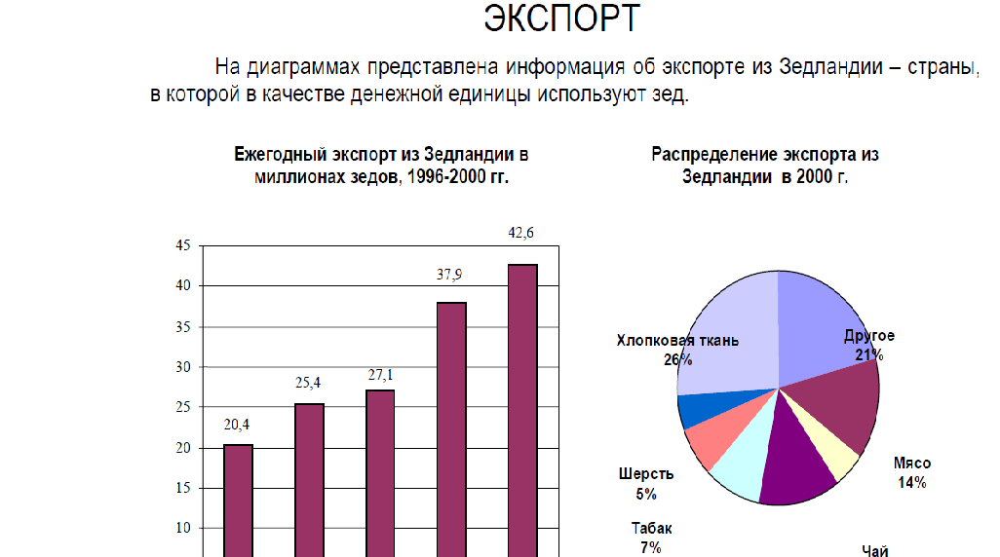 ЭКСПОРТ
На диаграммах представлена информация об экспорте из Зедландии – страны,
в которой в качестве денежной единицы используют зед.
Ежегодный экспорт из Зедландии в
миллионах зедов, 1996-2000 гг.
45
40
35
30
25
20
15
10
20,4
25,4
27,1
37,9
42,6
Распределение экспорта из
Зедландии в 2000 г.
Хлопковая ткань
26%
Другое
21%
Мясо
14%
Шерсть
5%
Табак
7%
Чай